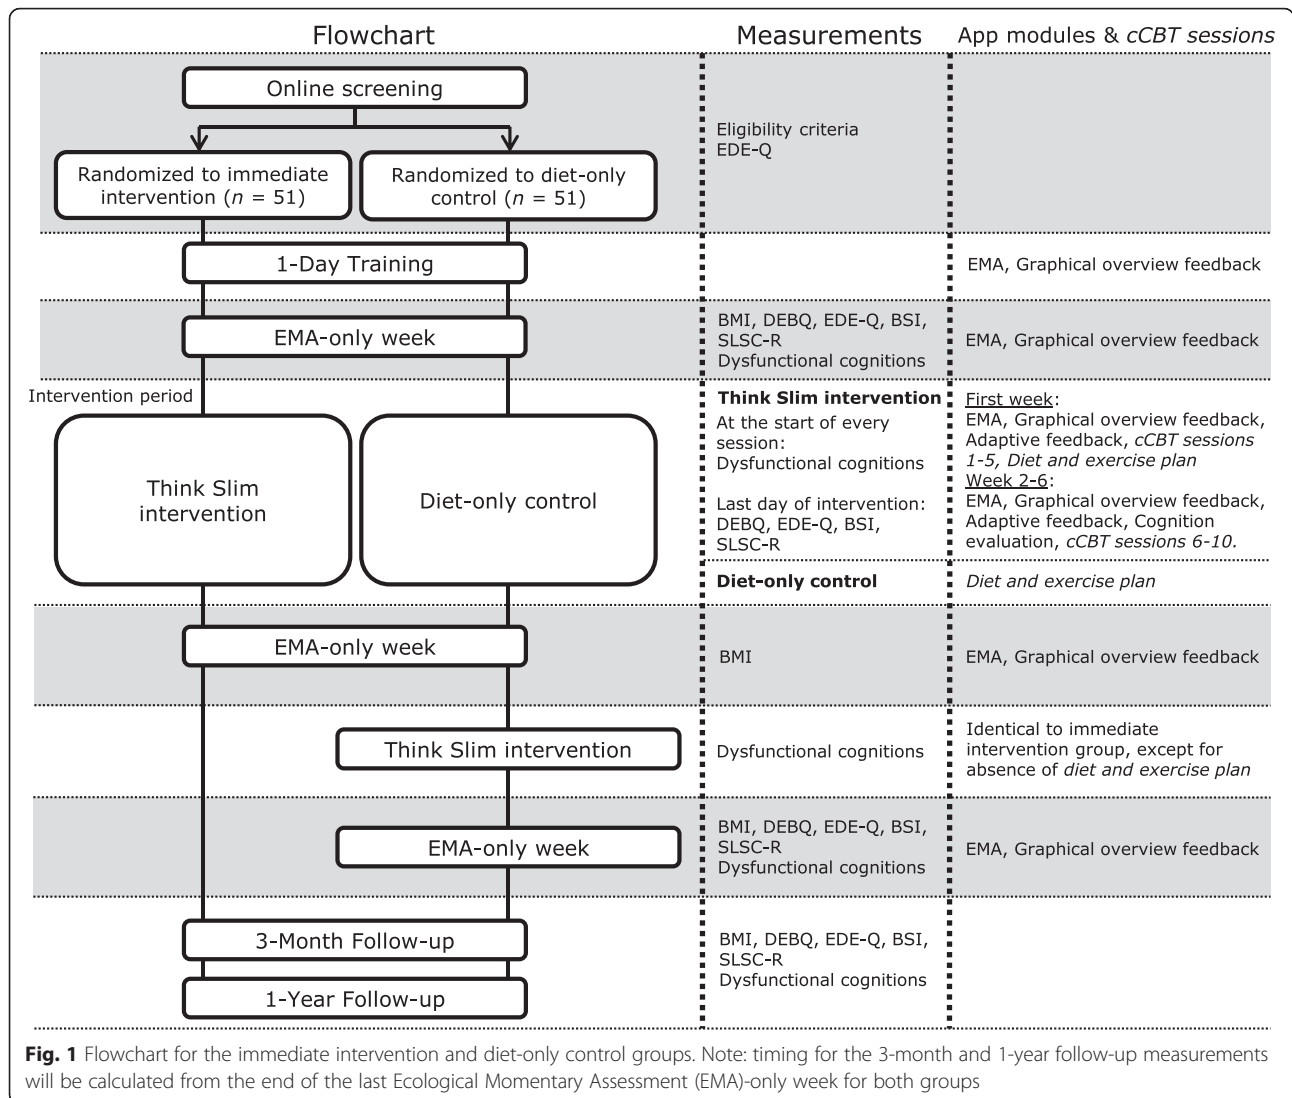 Flowchart
Measurements
App modules & cCBT sessions
Online screening
Randomized to immediate
intervention (n = 51)
Randomized to diet-only
control (n = 51)
Eligibility criteria
EDE-Q
1-Day Training
EMA, Graphical overview feedback
EMA-only week
BMI, DEBQ, EDE-Q, BSI,
SLSC-R
Dysfunctional cognitions
EMA, Graphical overview feedback
Intervention period
Think Slim
intervention
Diet-only control
Think Slim intervention
At the start of every
session:
Dysfunctional cognitions
Last day of intervention:
DEBQ, EDE-Q, BSI,
SLSC-R
First week:
EMA, Graphical overview feedback,
Adaptive feedback, cCBT sessions
1-5, Diet and exercise plan
Week 2-6:
EMA, Graphical overview feedback,
Adaptive feedback, Cognition
evaluation, cCBT sessions 6-10.
Diet-only control
Diet and exercise plan
EMA-only week
BMI
EMA, Graphical overview feedback
Think Slim intervention
Dysfunctional cognitions
Identical to immediate
intervention group, except for
absence of diet and exercise plan
EMA-only week
BMI, DEBQ, EDE-Q, BSI,
SLSC-R
Dysfunctional cognitions
EMA, Graphical overview feedback
3-Month Follow-up
1-Year Follow-up
BMI, DEBQ, EDE-Q, BSI,
SLSC-R
Dysfunctional cognitions
Fig. 1 Flowchart for the immediate intervention and diet-only control groups. Note: timing for the 3-month and 1-year follow-up measurements
will be calculated from the end of the last Ecological Momentary Assessment (EMA)-only week for both groups